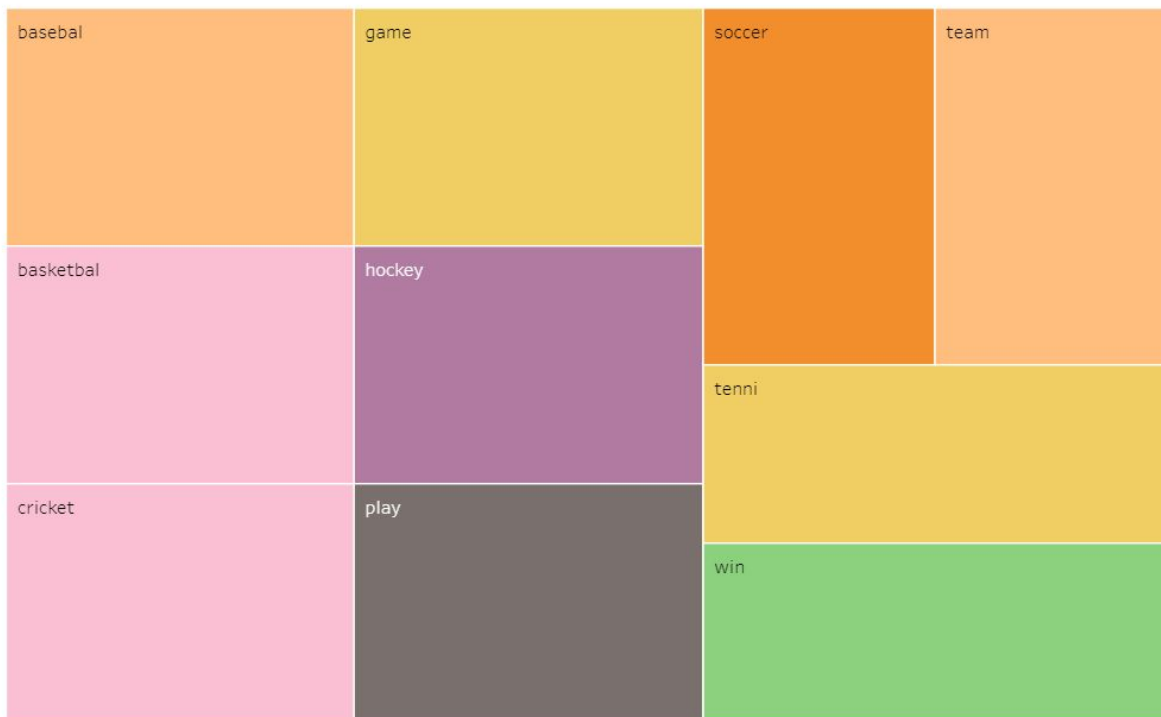 basebal
game
soccer
team
basketbal
hockey
tenni
cricket
play
win